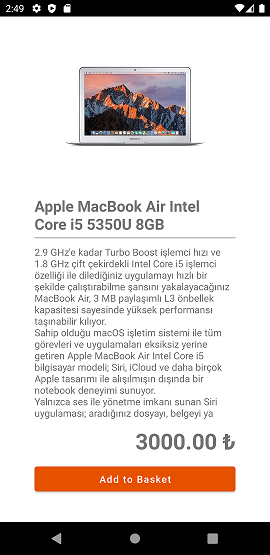 2:49
Apple MacBook Air Intel
Core i5 5350U 8GB
2.9 GHz'e kadar Turbo Boost işlemci hızı ve
1.8 GHz çift çekirdekli Intel Core i5 işlemci
özelliği ile dilediğiniz uygulamayı hızlı bir
şekilde çalıştırabilme şansını yakalayacağınız
MacBook Air, 3 MB paylaşımlı L3 önbellek
kapasitesi sayesinde yüksek performansı
taşınabilir kılıyor.
Sahip olduğu macOS işletim sistemi ile tüm
görevleri ve uygulamaları eksiksiz yerine
getiren Apple MacBook Air Intel Core i5
bilgisayar modeli; Siri, iCloud ve daha birçok
Apple tasarımı ile alışılmışın dışında bir
notebook deneyimi sunuyor.
Yalnızca ses ile yönetme imkanı sunan Siri
uygulaması; aradığınız dosyayı, belgeyi ya
3000.00 ₺
Add to Basket